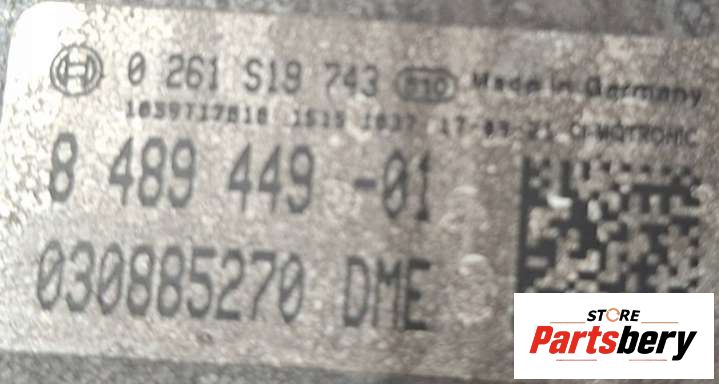 0 261 S19 743 Made in Germany
1039717818 1515 1037 17-09-21
8 489 449 -01
030885270 DME
STORE
Partsbery